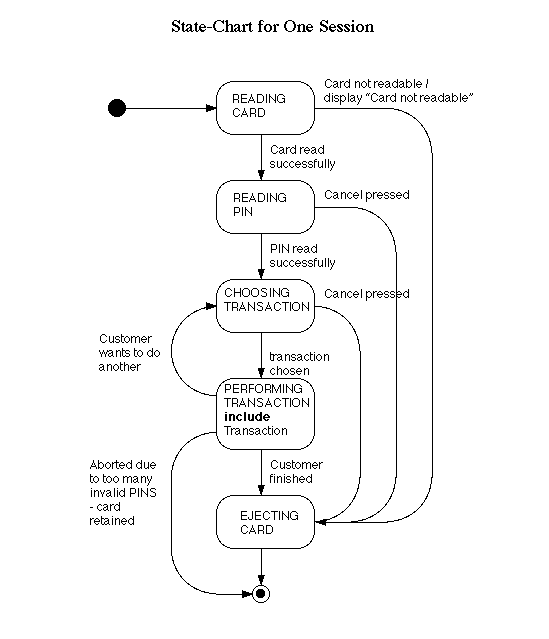 State-Chart for One Session
Card not readable /
display “Card not readable”
READING
CARD
Card read
successfully
READING
PIN
Cancel pressed
PIN read
successfully
CHOOSING
TRANSACTION
Cancel pressed
Customer
wants to do
another
transaction
chosen
PERFORMING
TRANSACTION
include
Transaction
Aborted due
to too many
invalid PINS
- card
retained
Customer
finished
EJECTING
CARD